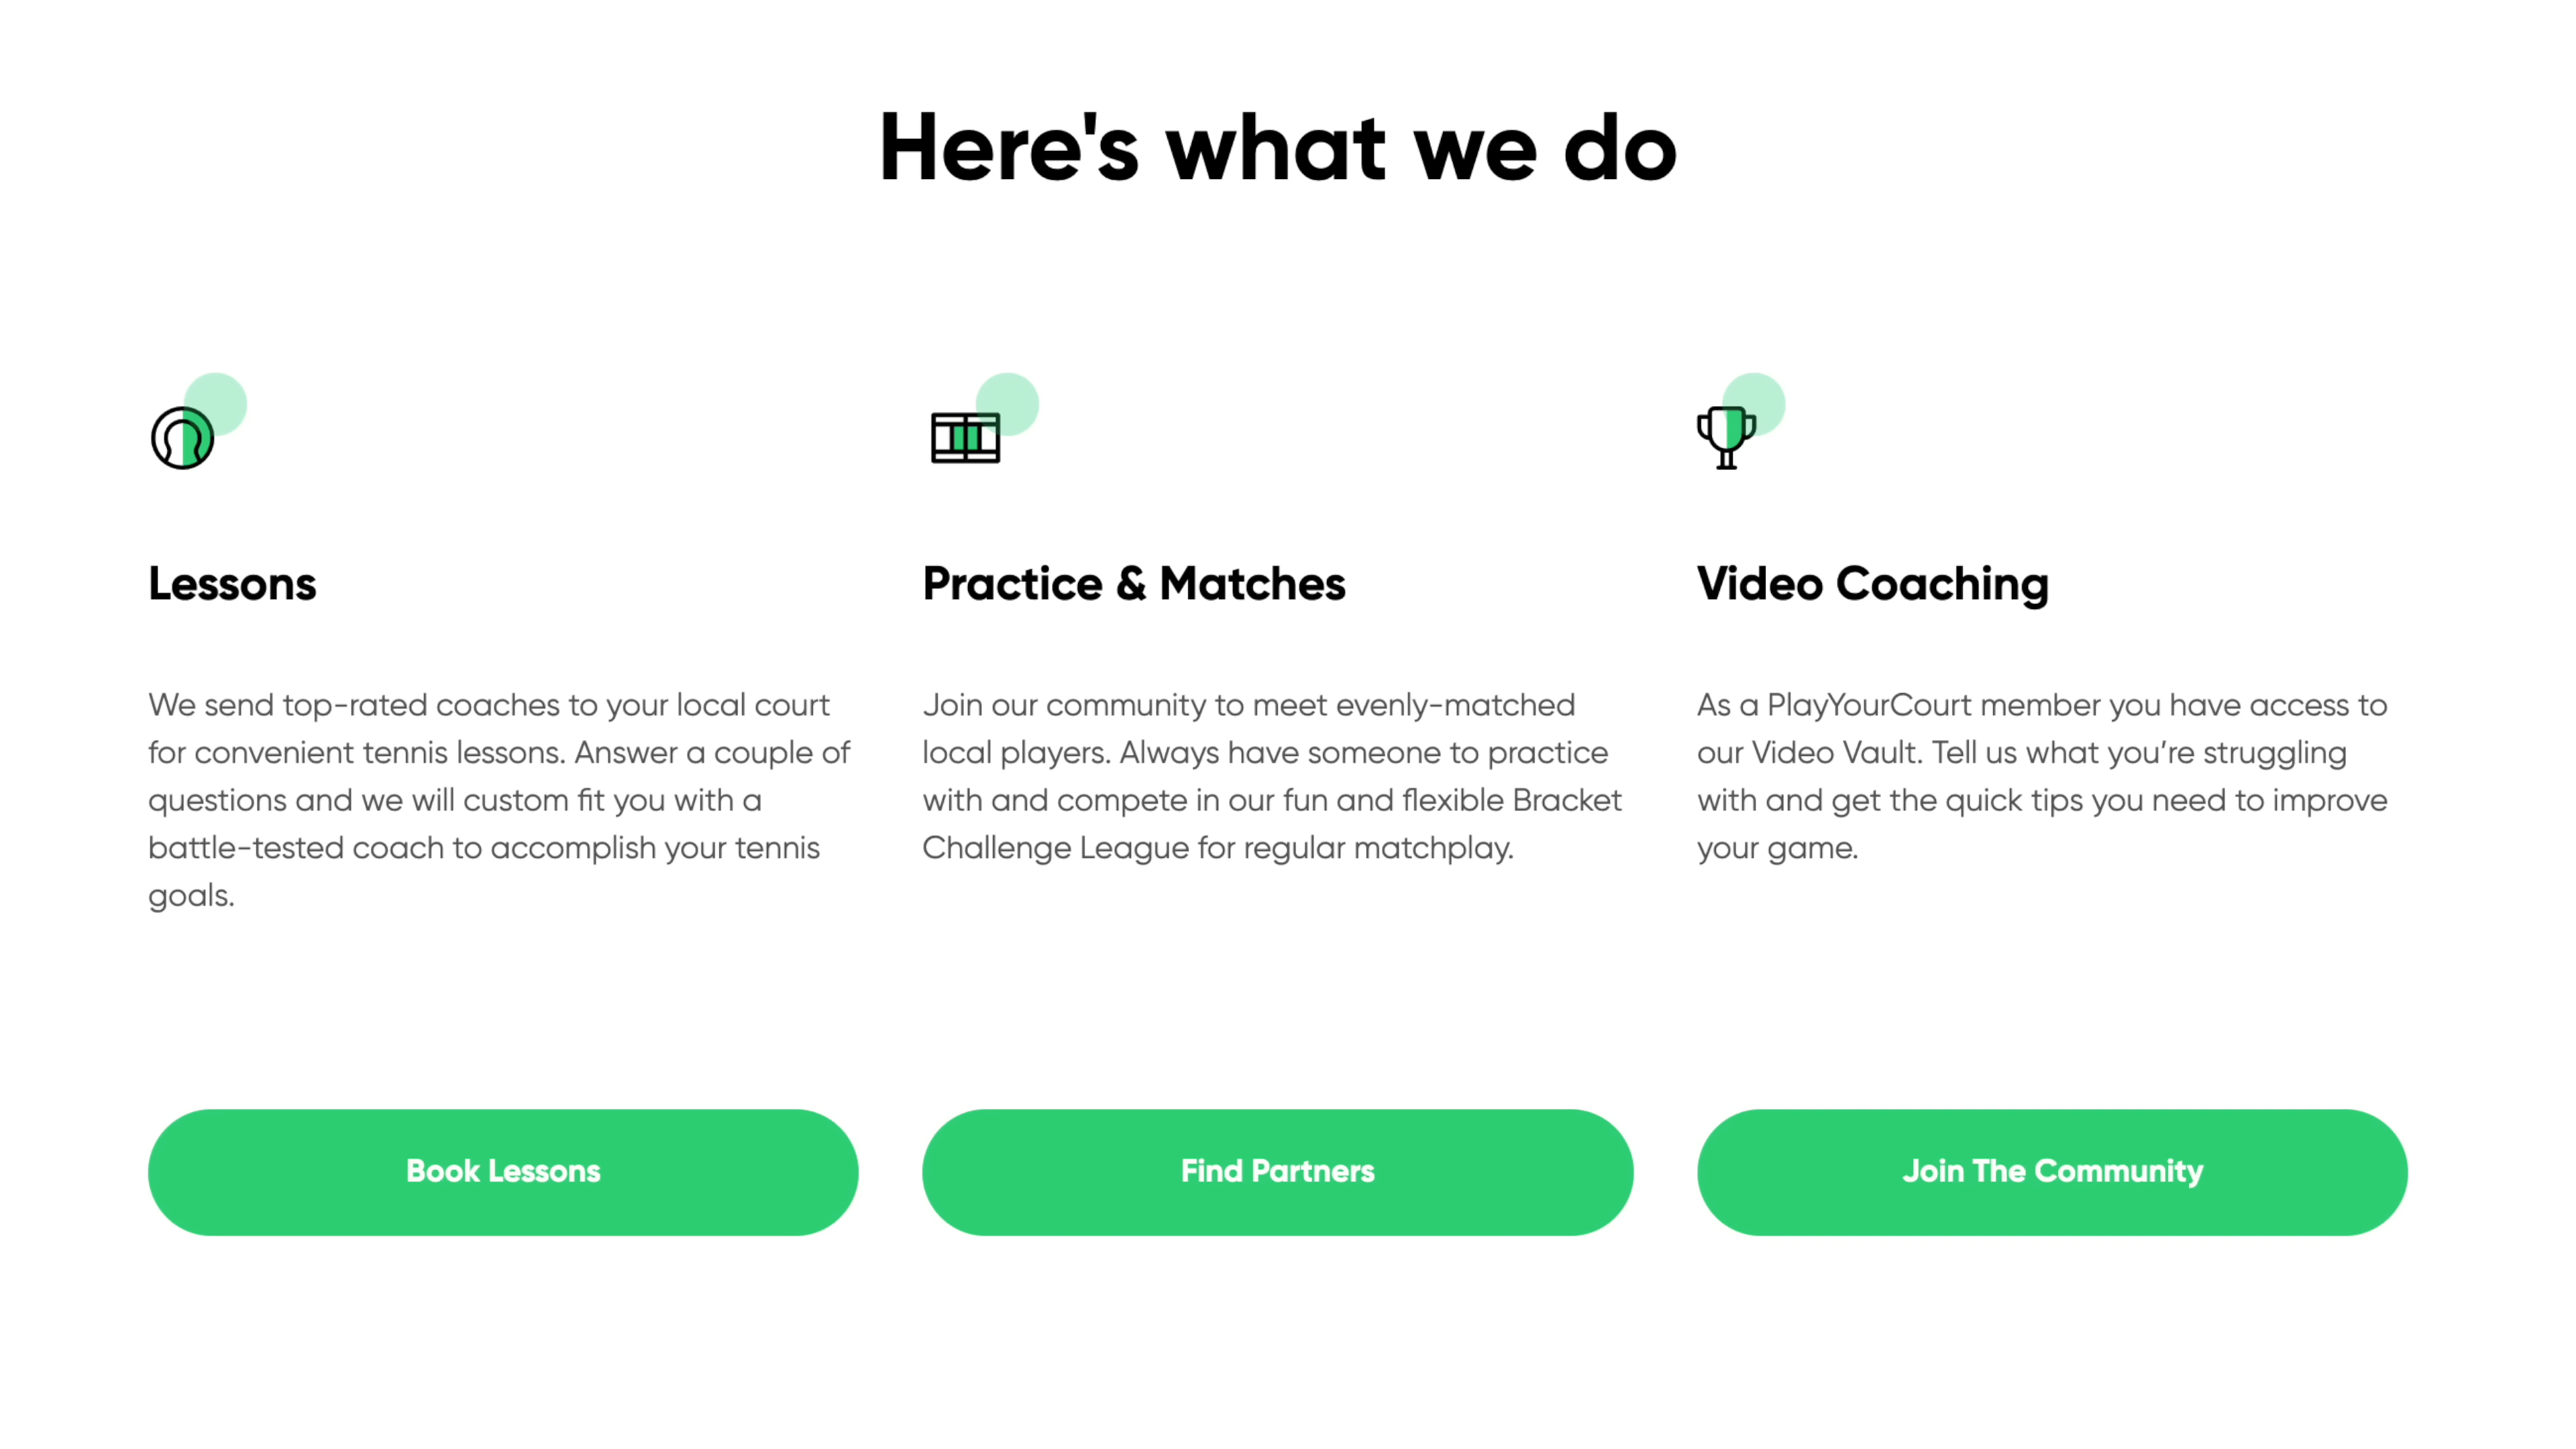 Here's what we do
Lessons
We send top-rated coaches to your local court
for convenient tennis lessons. Answer a couple of
questions and we will custom fit you with a
battle-tested coach to accomplish your tennis
goals.
Book Lessons
Practice & Matches
Join our community to meet evenly-matched
local players. Always have someone to practice
with and compete in our fun and flexible Bracket
Challenge League for regular matchplay.
Find Partners
Video Coaching
As a PlayYourCourt member you have access to
our Video Vault. Tell us what you’re struggling
with and get the quick tips you need to improve
your game.
Join The Community